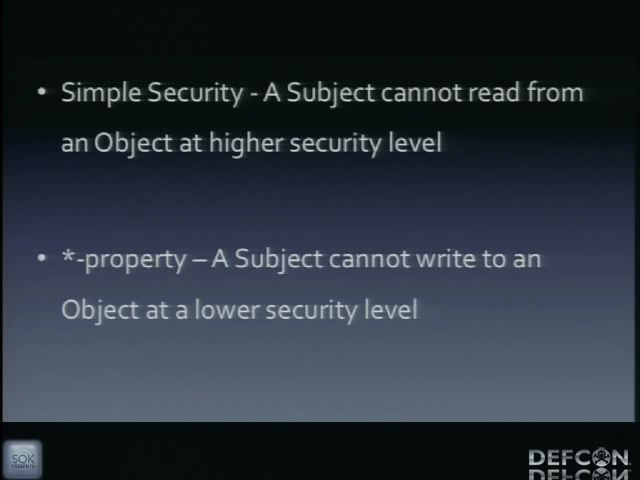 • Simple Security - A Subject cannot read from
an Object at higher security level
• *-property – A Subject cannot write to an
Object at a lower security level
SOK
DEFCON